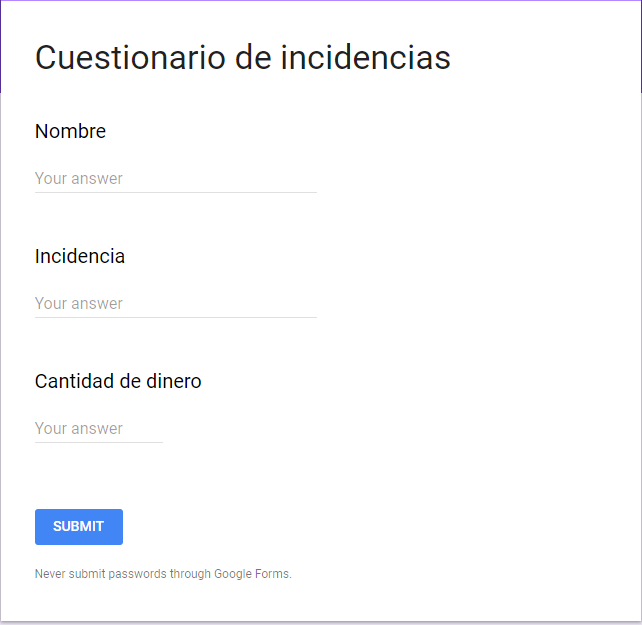 Cuestionario de incidencias
Nombre
Your answer
Incidencia
Your answer
Cantidad de dinero
Your answer
SUBMIT
Never submit passwords through Google Forms.